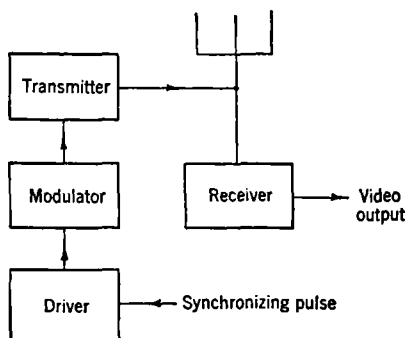 Transmitter
Modulator
Receiver
Video
output
Driver
Synchronizing pulse